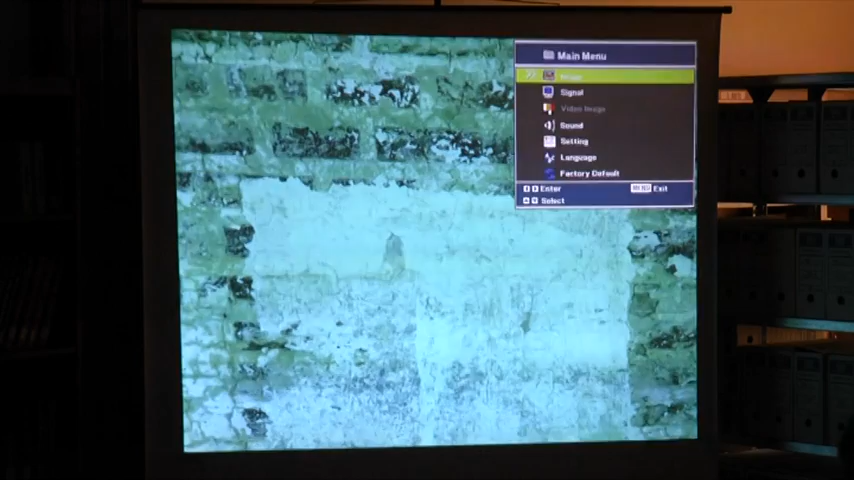 Main Menu
Image
Signal
Video Image
Sound
Setting
Language
Factory Default
Enter
Exit
Select